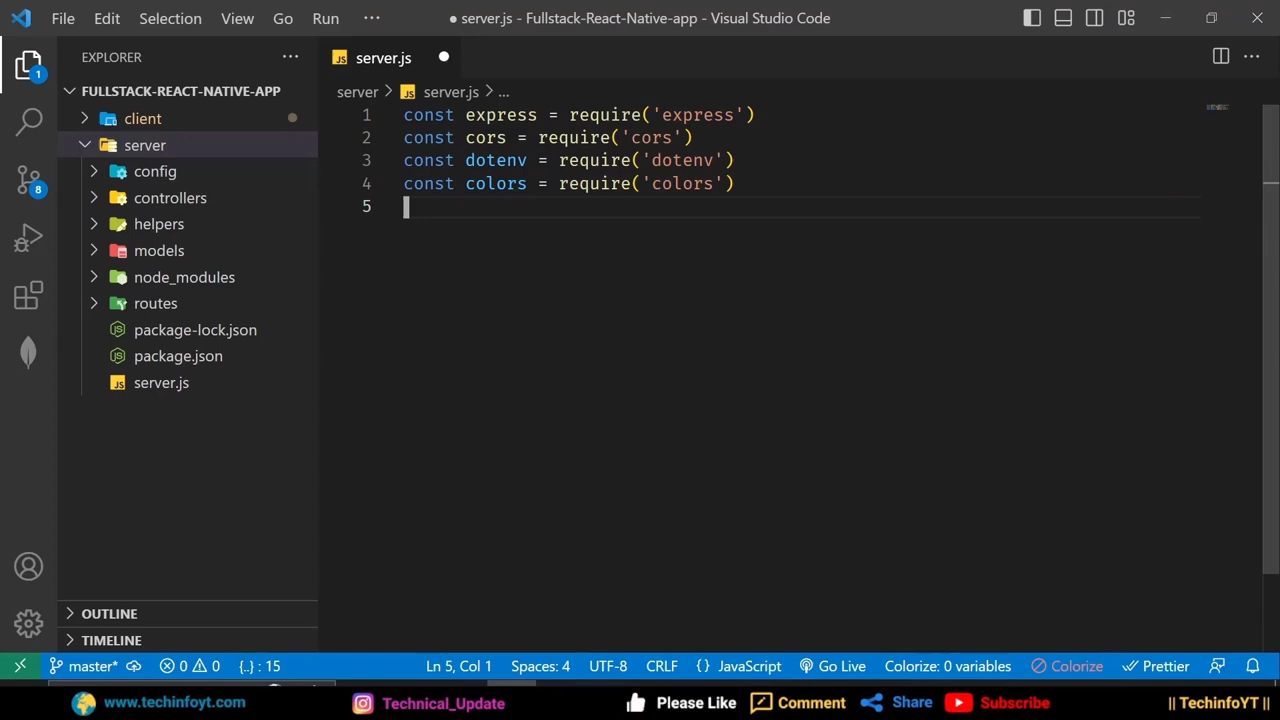 File Edit Selection View Go Run ··· ● server.js - Fullstack-React-Native-app - Visual Studio Code
EXPLORER ···
server.js
FULLSTACK-REACT-NATIVE-APP
server > JS server.js > ...
client
server
config
controllers
helpers
models
node_modules
routes
package-lock.json
package.json
JS server.js
1 const express = require('express')
2 const cors = require('cors')
3 const dotenv = require('dotenv')
4 const colors = require('colors')
5
1
8
OUTLINE
TIMELINE
master* 0 0 {..} : 15 Ln 5, Col 1 Spaces: 4 UTF-8 CRLF {} JavaScript Go Live Colorize: 0 variables Colorize Prettier
www.techinfoyt.com Technical_Update Please Like Comment Share Subscribe || TechinfoYT ||